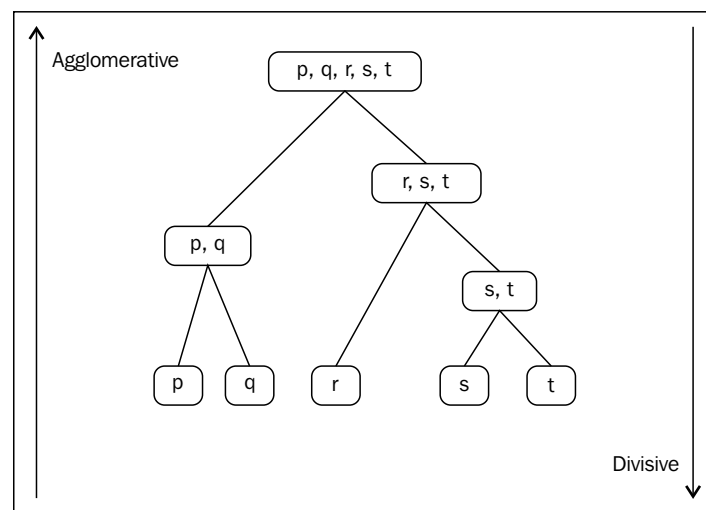 Agglomerative
p, q, r, s, t
r, s, t
p, q
s, t
p
q
r
s
t
Divisive